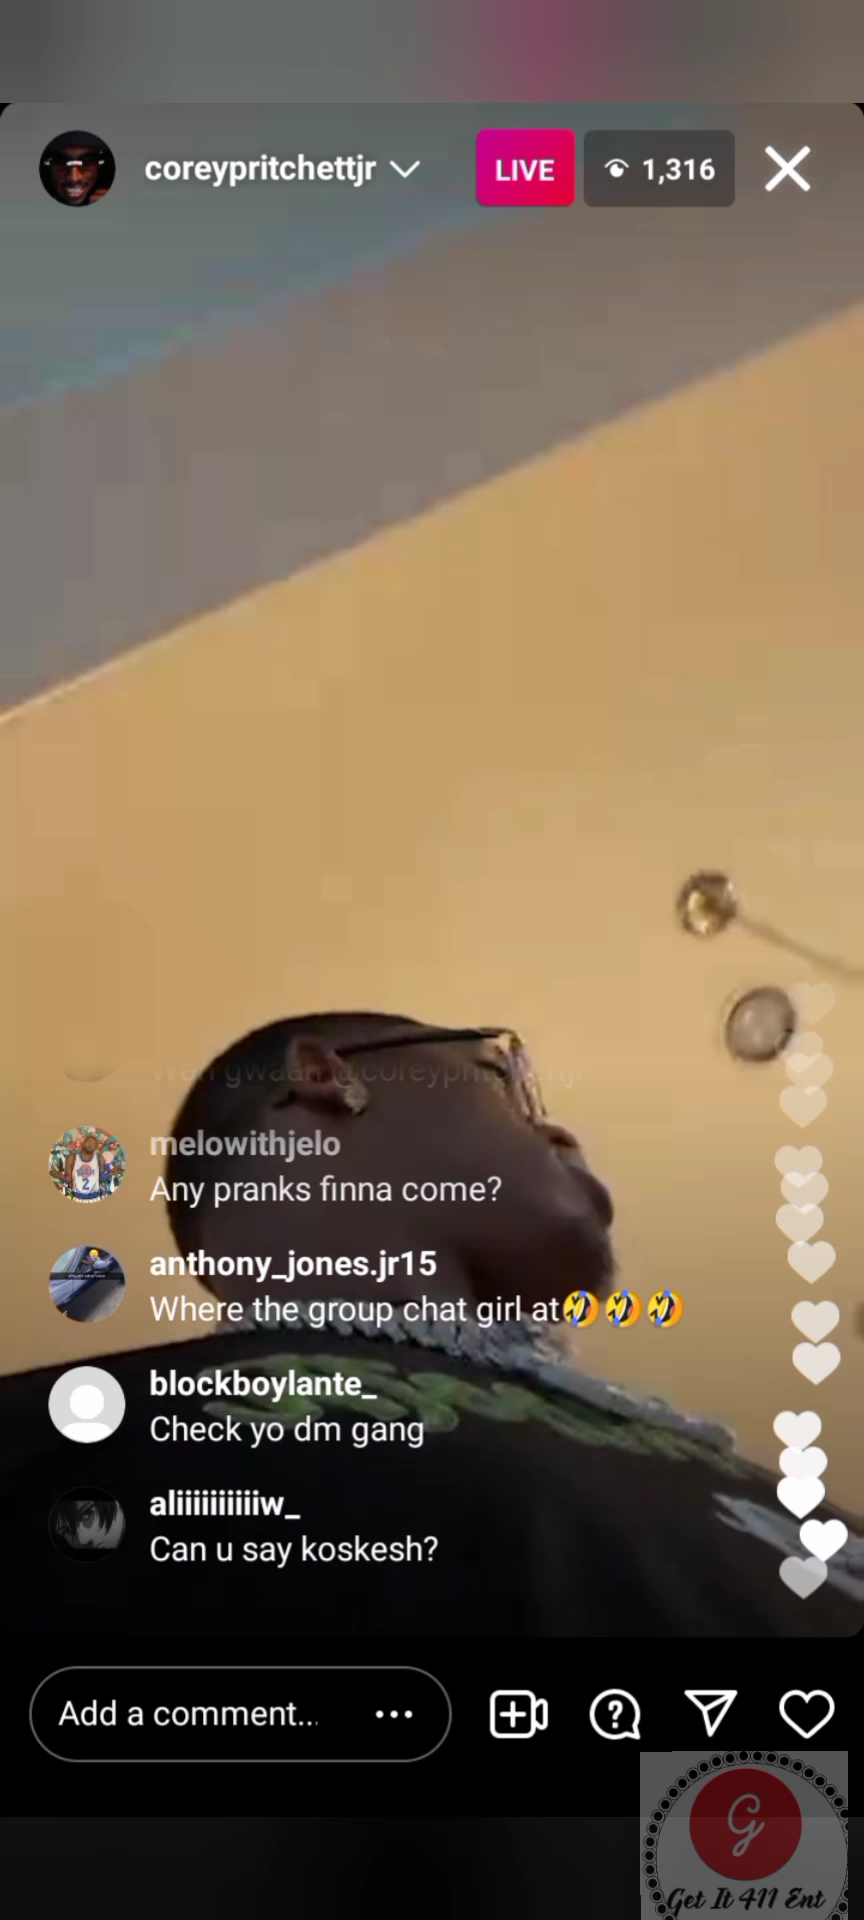 coreypritchettjr
LIVE
1,316
melowithjelo
Any pranks finna come?
anthony_jones.jr15
Where the group chat girl at🤣🤣🤣
blockboylante_
Check yo dm gang
aliiiiiiiiiiw_
Can u say koskesh?
Add a comment...
G
Get It 411 Ent